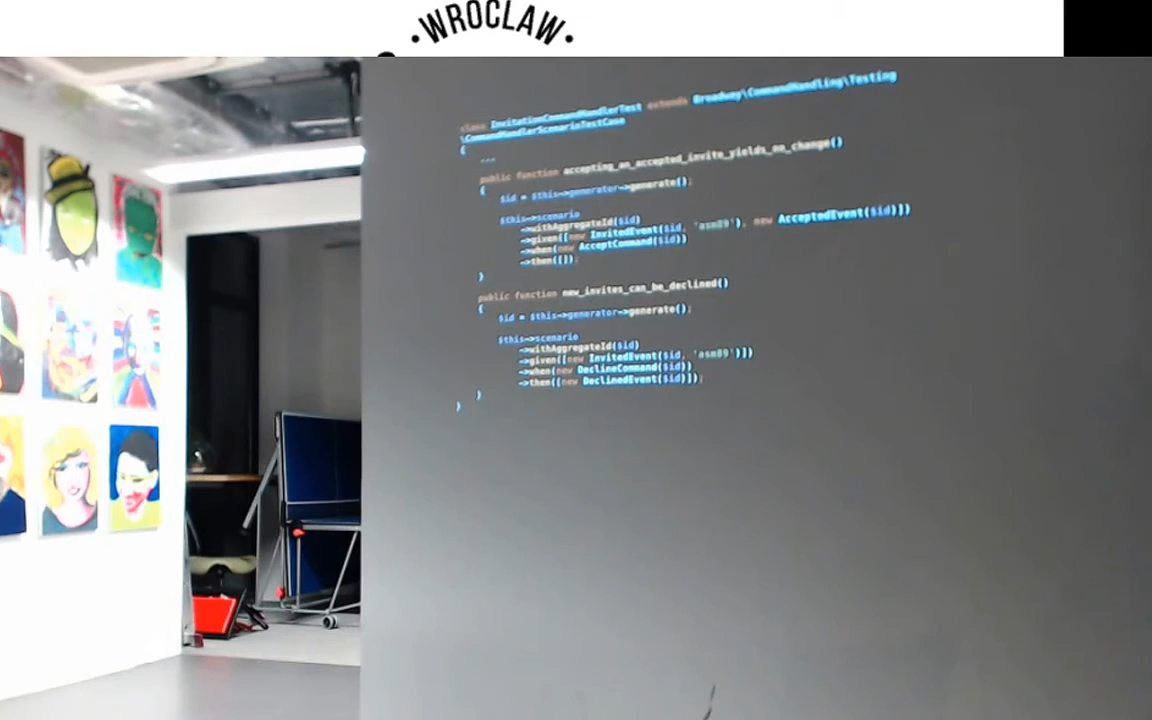 •WROCLAW•
class InvitationCommandHandlerTest extends Broadway\CommandHandling\Testing
\CommandHandlerScenarioTestCase
{
...
public function accepting_an_accepted_invite_yields_no_change()
{
$id = $this->generator->generate();
$this->scenario
->withAggregateId($id)
->given([new InvitedEvent($id, 'asm89'), new AcceptedEvent($id)])
->when(new AcceptCommand($id))
->then([]);
}
public function new_invites_can_be_declined()
{
$id = $this->generator->generate();
$this->scenario
->withAggregateId($id)
->given([new InvitedEvent($id, 'asm89')])
->when(new DeclineCommand($id))
->then([new DeclinedEvent($id)]);
}
}